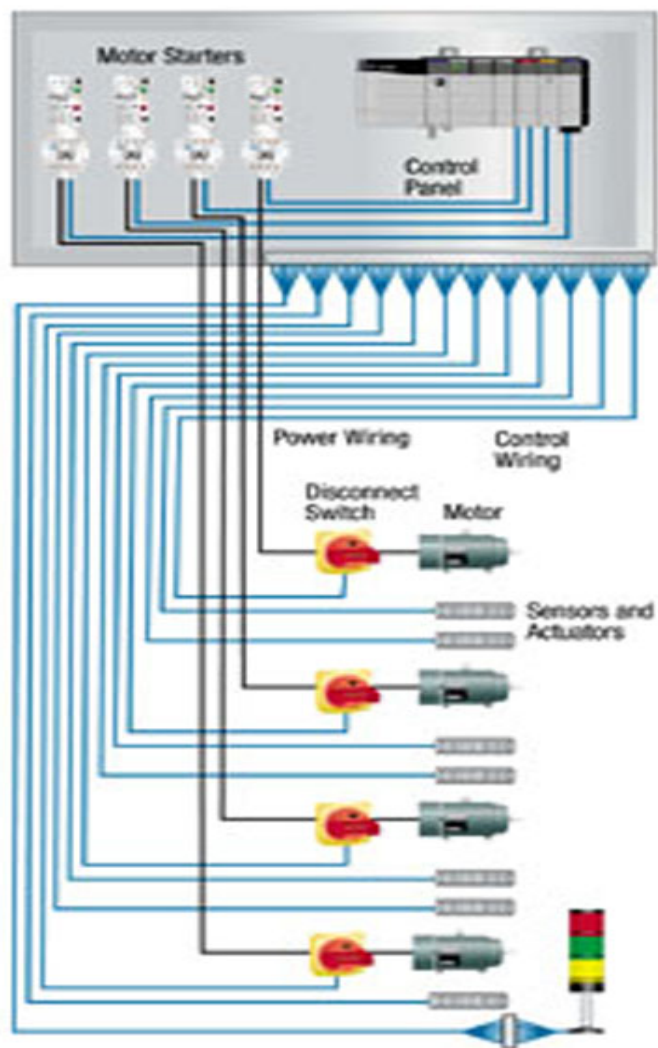 Motor Starters
Control
Panel
Power Wiring
Control
Wiring
Disconnect
Switch
Motor
Sensors and
Actuators